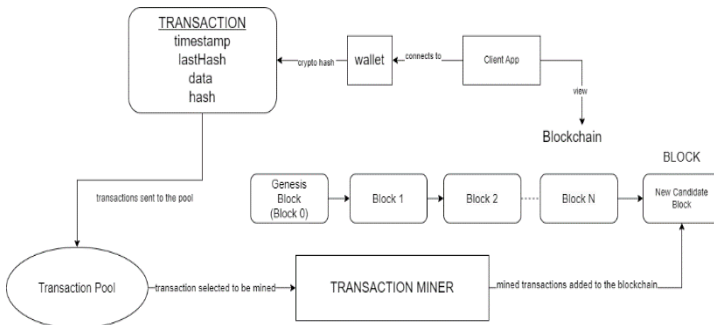 TRANSACTION
timestamp
lastHash
data
hash
crypto hash
wallet
connects to
Client App
view
Blockchain
BLOCK
transactions sent to the pool
Genesis
Block
(Block 0)
Block 1
Block 2
Block N
New Candidate
Block
Transaction Pool
transaction selected to be mined
TRANSACTION MINER
mined transactions added to the blockchain